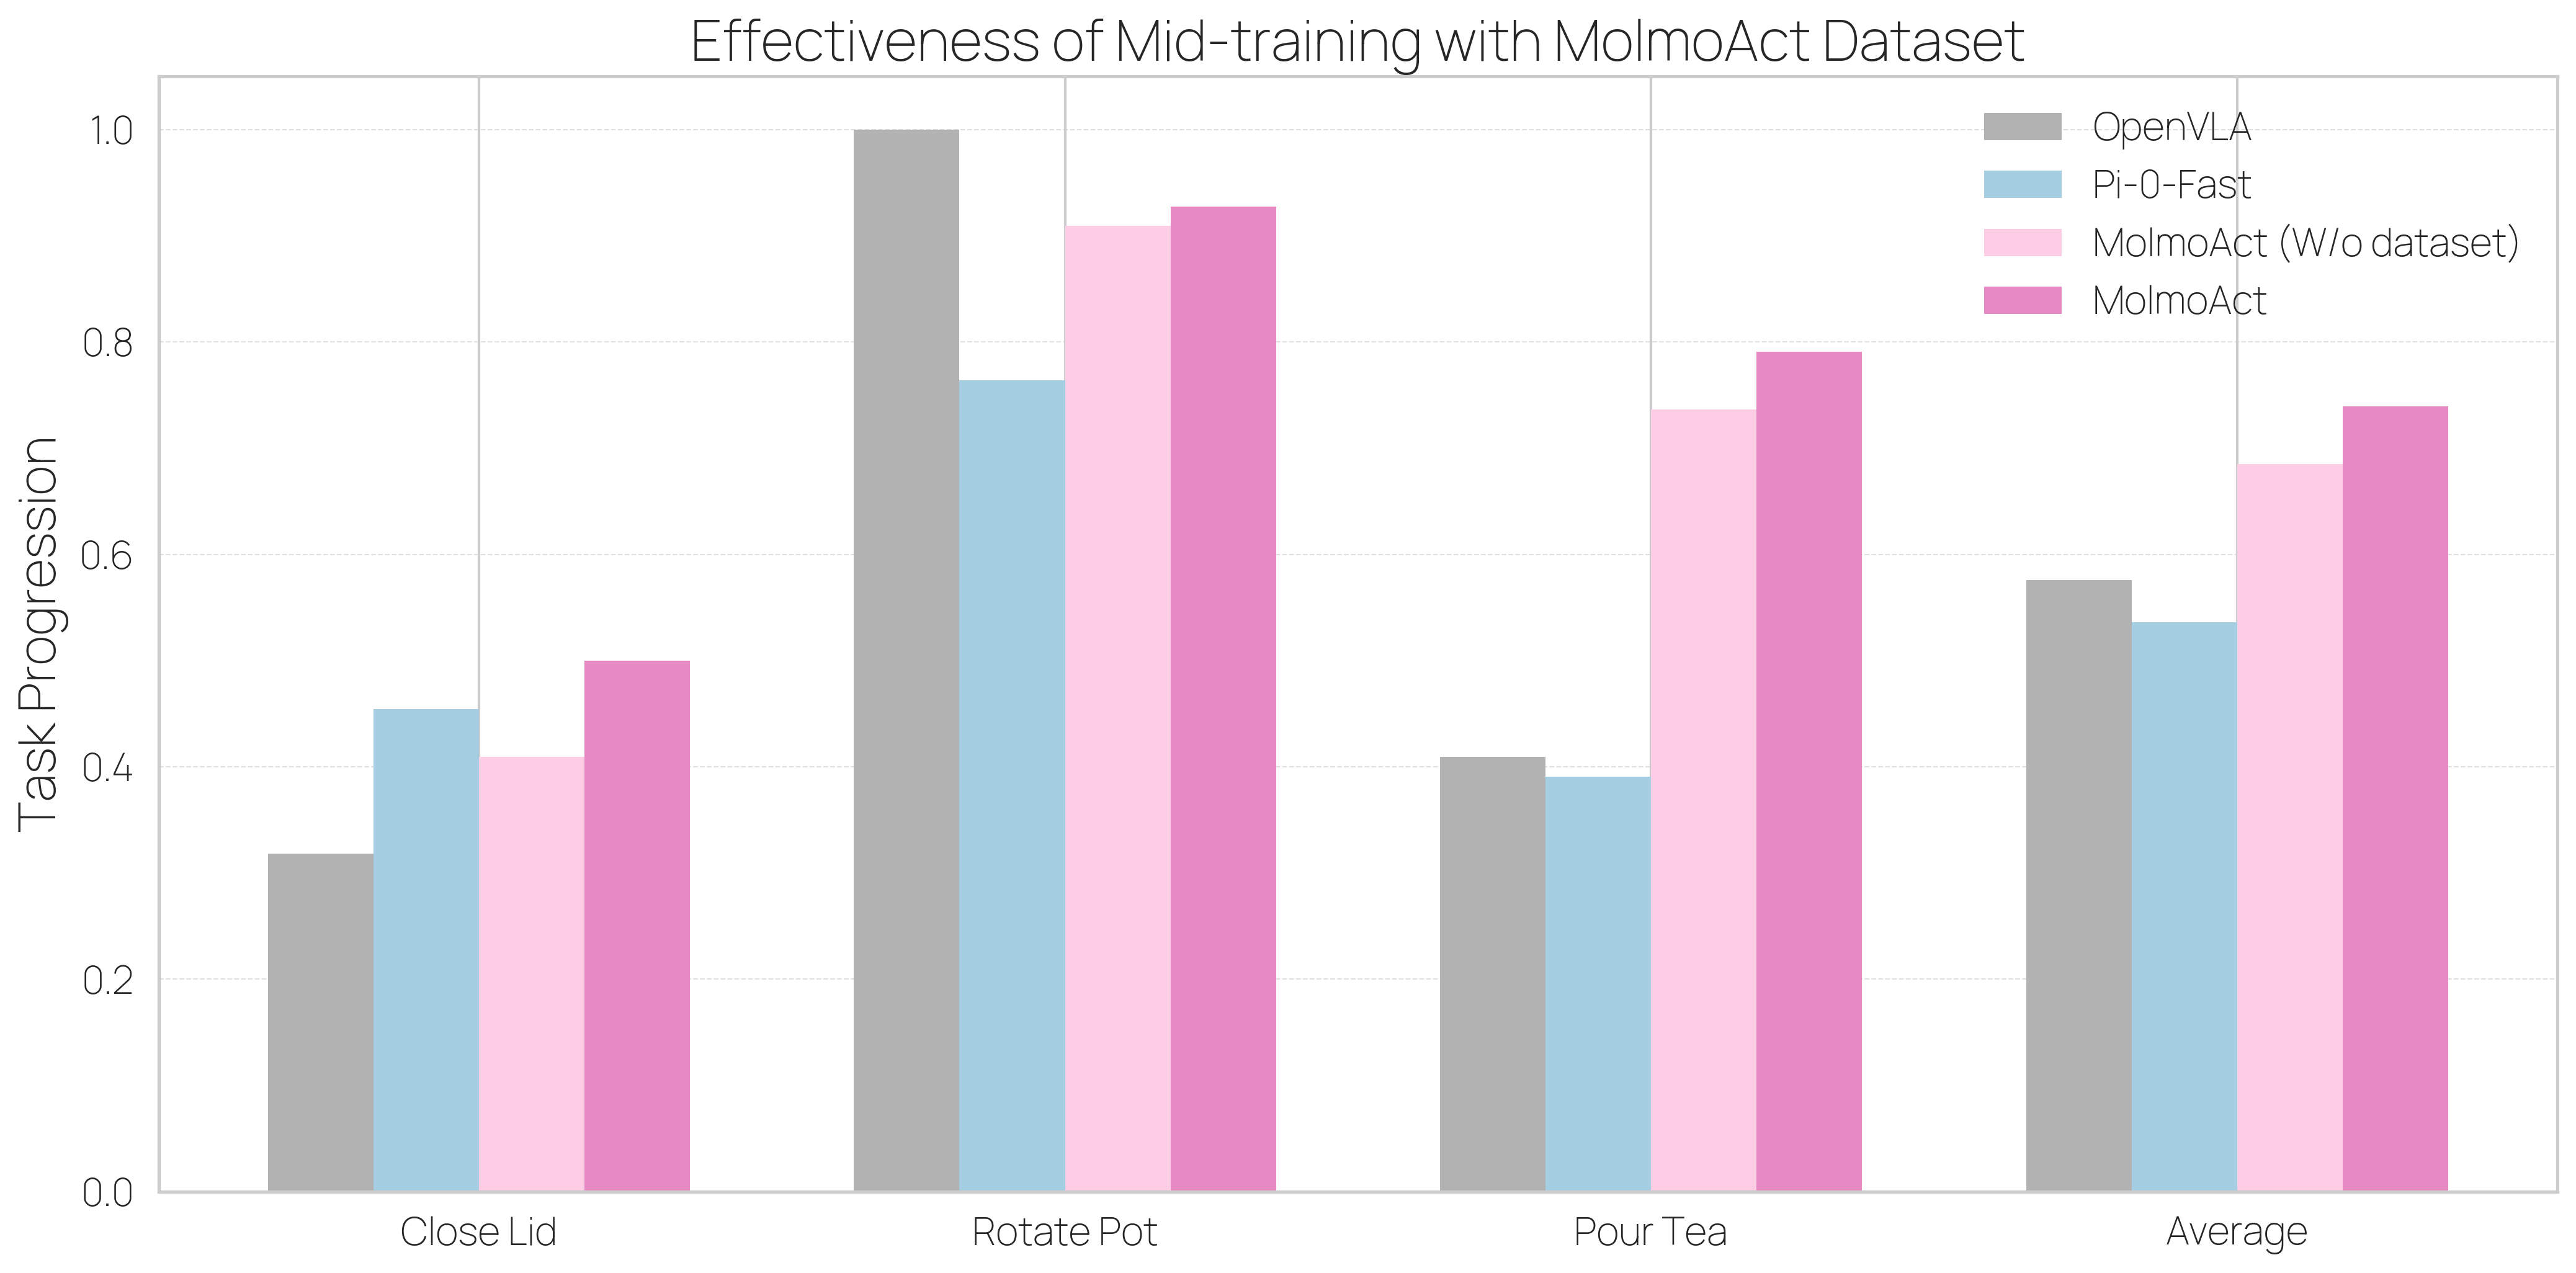 Effectiveness of Mid-training with MolmoAct Dataset
Task Progression
1.0
0.8
0.6
0.4
0.2
0.0
OpenVLA
Pi-0-Fast
MolmoAct (W/o dataset)
MolmoAct
Close Lid
Rotate Pot
Pour Tea
Average